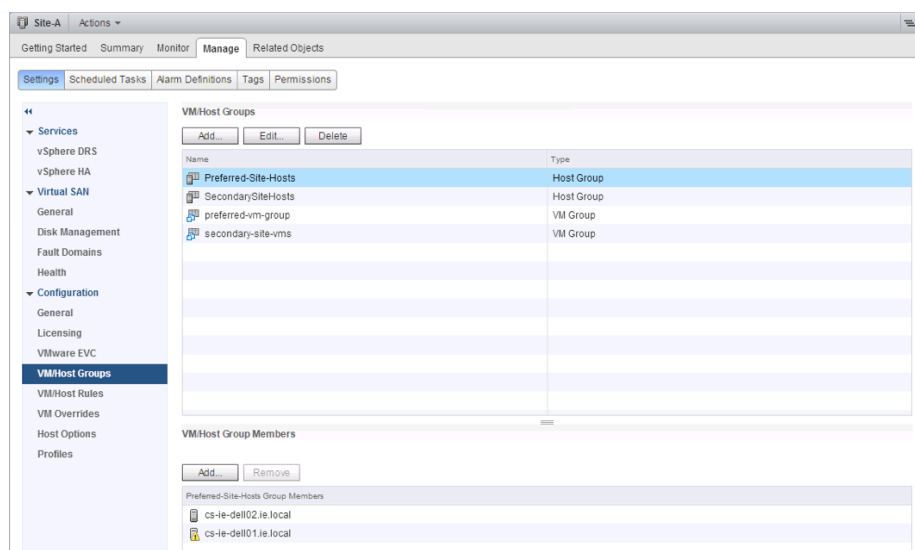 Site-A Actions
Getting Started Summary Monitor Manage Related Objects
Settings Scheduled Tasks Alarm Definitions Tags Permissions
Services
vSphere DRS
vSphere HA
Virtual SAN
General
Disk Management
Fault Domains
Health
Configuration
General
Licensing
VMware EVC
VM/Host Groups
VM/Host Rules
VM Overrides
Host Options
Profiles
VM/Host Groups
Add... Edit... Delete
Name Type
Preferred-Site-Hosts Host Group
SecondarySiteHosts Host Group
preferred-vm-group VM Group
secondary-site-vms VM Group
VM/Host Group Members
Add... Remove
Preferred-Site-Hosts Group Members
cs-ie-dell02.ie.local
cs-ie-dell01.ie.local